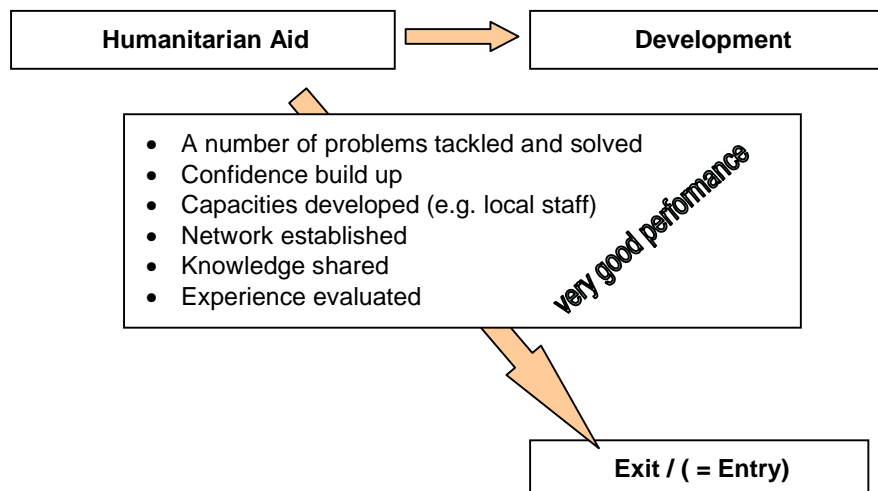 Humanitarian Aid
Development
• A number of problems tackled and solved
• Confidence build up
• Capacities developed (e.g. local staff)
• Network established
• Knowledge shared
• Experience evaluated
very good performance
Exit / ( = Entry)